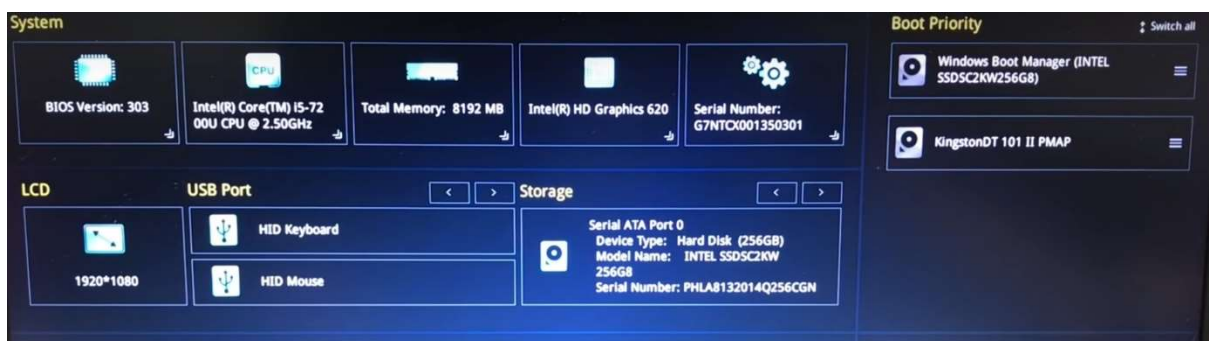 System
BIOS Version: 303
CPU
Intel(R) Core(TM) i5-72
00U CPU @ 2.50GHz
Total Memory: 8192 MB
Intel(R) HD Graphics 620
Serial Number:
G7NTCX001350301
Boot Priority
Switch all
Windows Boot Manager (INTEL
SSDSC2KW256G8)
KingstonDT 101 II PMAP
LCD
1920*1080
USB Port
< >
HID Keyboard
HID Mouse
Storage
< >
Serial ATA Port 0
Device Type: Hard Disk (256GB)
Model Name: INTEL SSDSC2KW
256G8
Serial Number: PHLA8132014Q256CGN